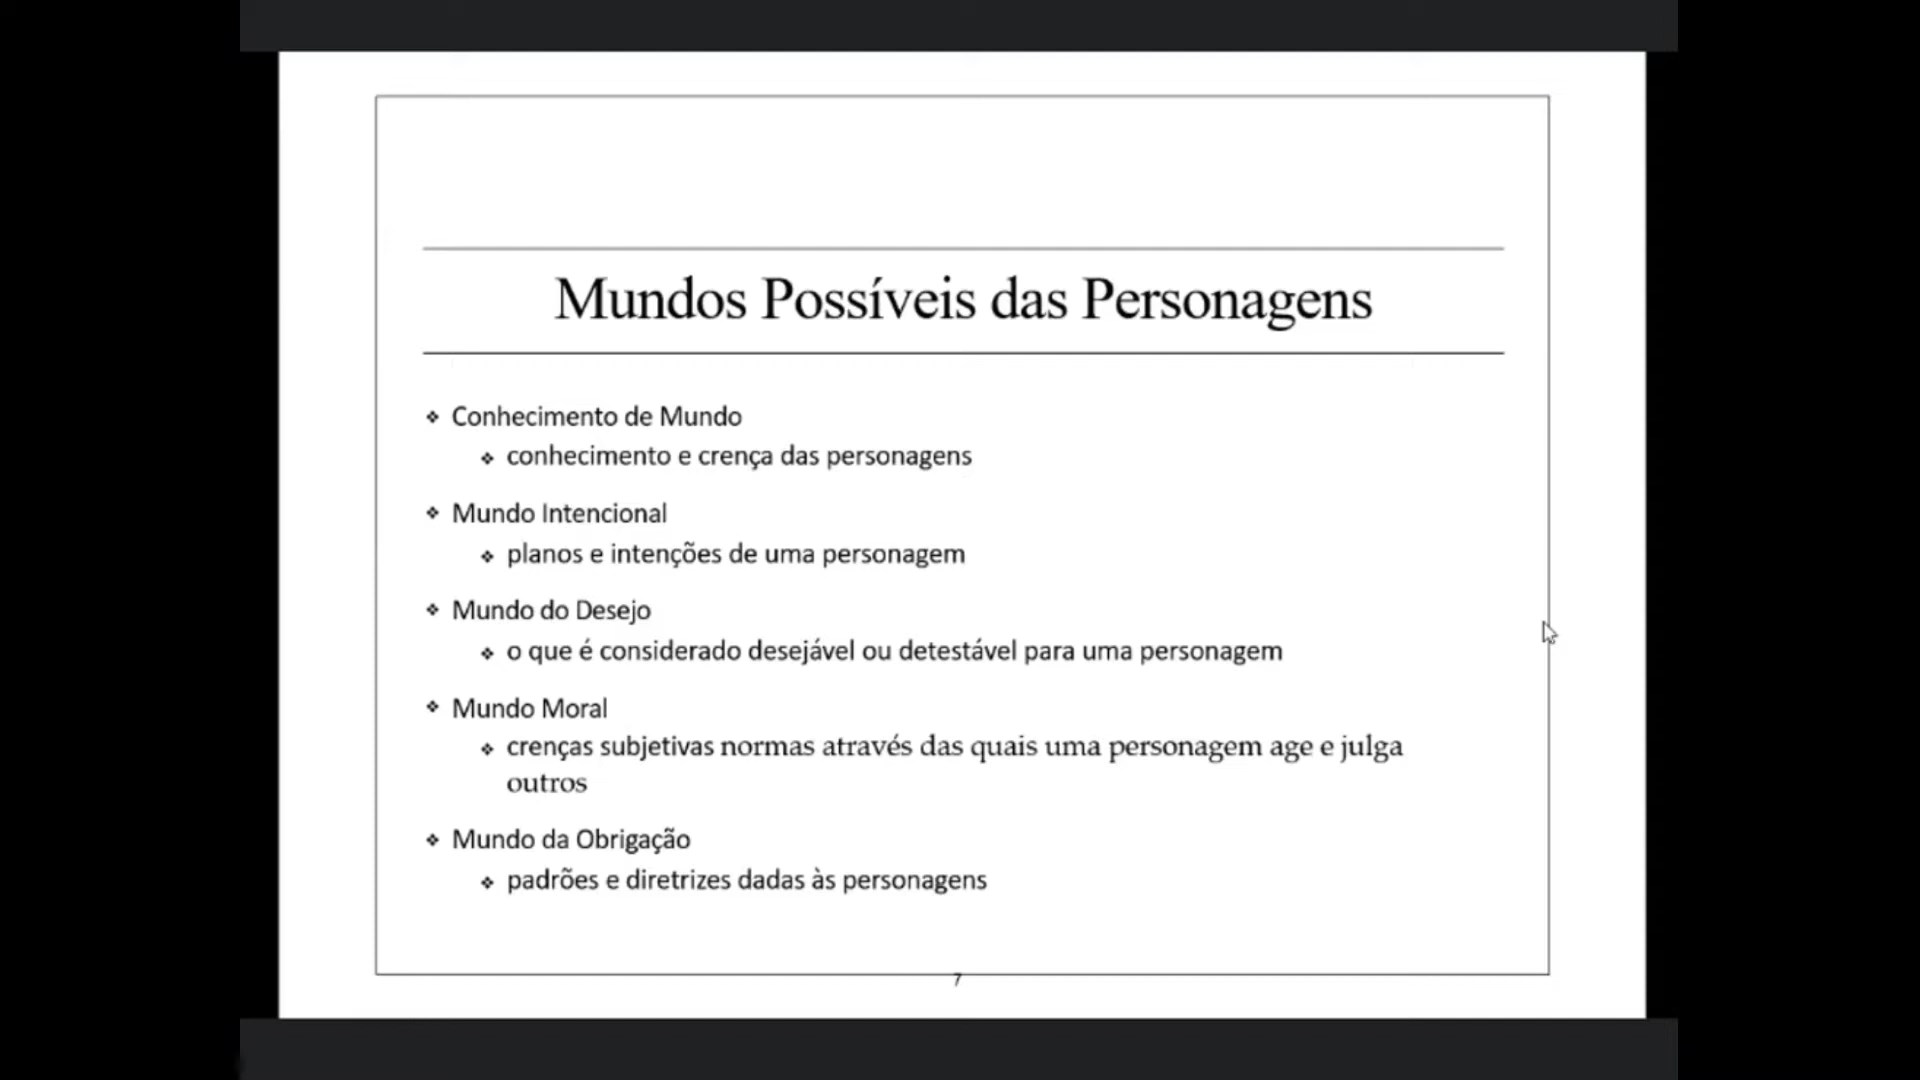 Mundos Possíveis das Personagens
❖ Conhecimento de Mundo
❖ conhecimento e crença das personagens
❖ Mundo Intencional
❖ planos e intenções de uma personagem
❖ Mundo do Desejo
❖ o que é considerado desejável ou detestável para uma personagem
❖ Mundo Moral
❖ crenças subjetivas normas através das quais uma personagem age e julga
outros
❖ Mundo da Obrigação
❖ padrões e diretrizes dadas às personagens
7